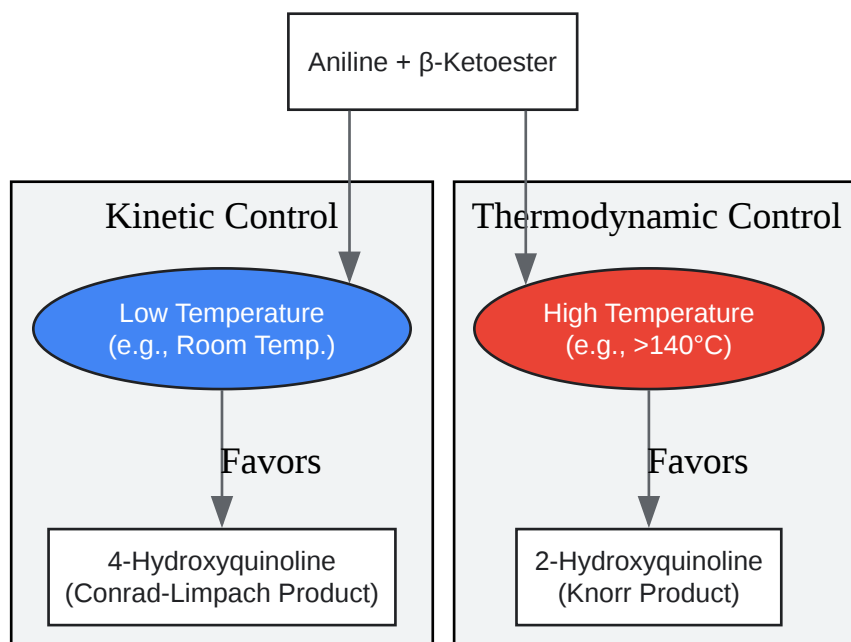 Aniline + β-Ketoester
Kinetic Control
Low Temperature
(e.g., Room Temp.)
Favors
4-Hydroxyquinoline
(Conrad-Limpach Product)
Thermodynamic Control
High Temperature
(e.g., >140°C)
Favors
2-Hydroxyquinoline
(Knorr Product)